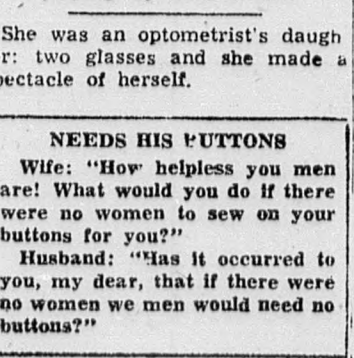 She was an optometrist's daugh
r: two glasses and she made a
pectacle of herself.
NEEDS HIS BUTTONS
Wife: "How helpless you men
are! What would you do if there
were no women to sew on your
buttons for you?"
Husband: "Has it occurred to
you, my dear, that if there were
no women we men would need no
buttons?"